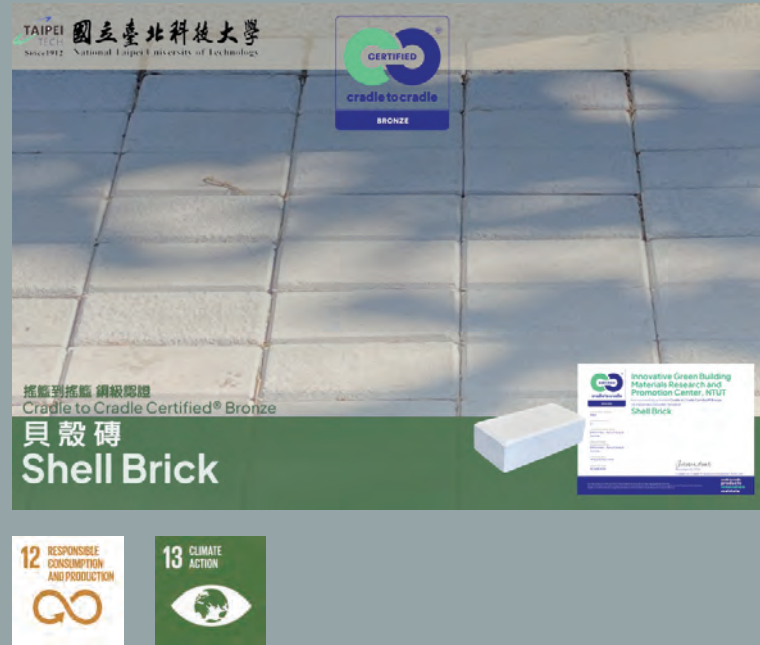 TAIPEI
TECH
Since1912
國立臺北科技大學
National Taipei University of Technology
CERTIFIED
cradletocradle
BRONZE
搖籃到搖籃 銅級認證
Cradle to Cradle Certified® Bronze
貝殼磚
Shell Brick
Innovative Green Building
Materials Research and
Promotion Center, NTUT
Shell Brick
12 RESPONSIBLE
CONSUMPTION
AND PRODUCTION
13 CLIMATE
ACTION